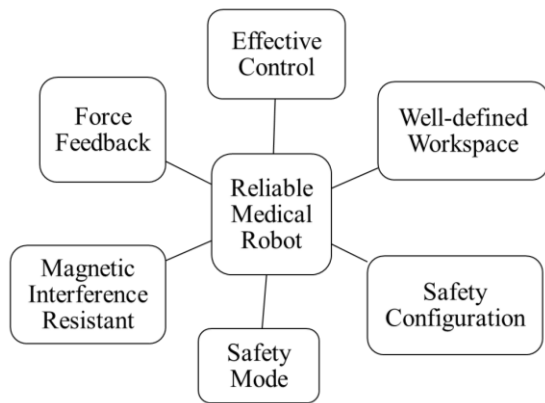 Effective
Control
Force
Feedback
Well-defined
Workspace
Reliable
Medical
Robot
Magnetic
Interference
Resistant
Safety
Configuration
Safety
Mode